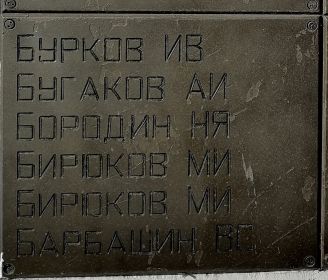 БУРКОВ ИВ
БУГАКОВ АИ
БОРОДИН НЯ
БИРЮКОВ МИ
БИРЮКОВ МИ
БАРБАШИН ВС